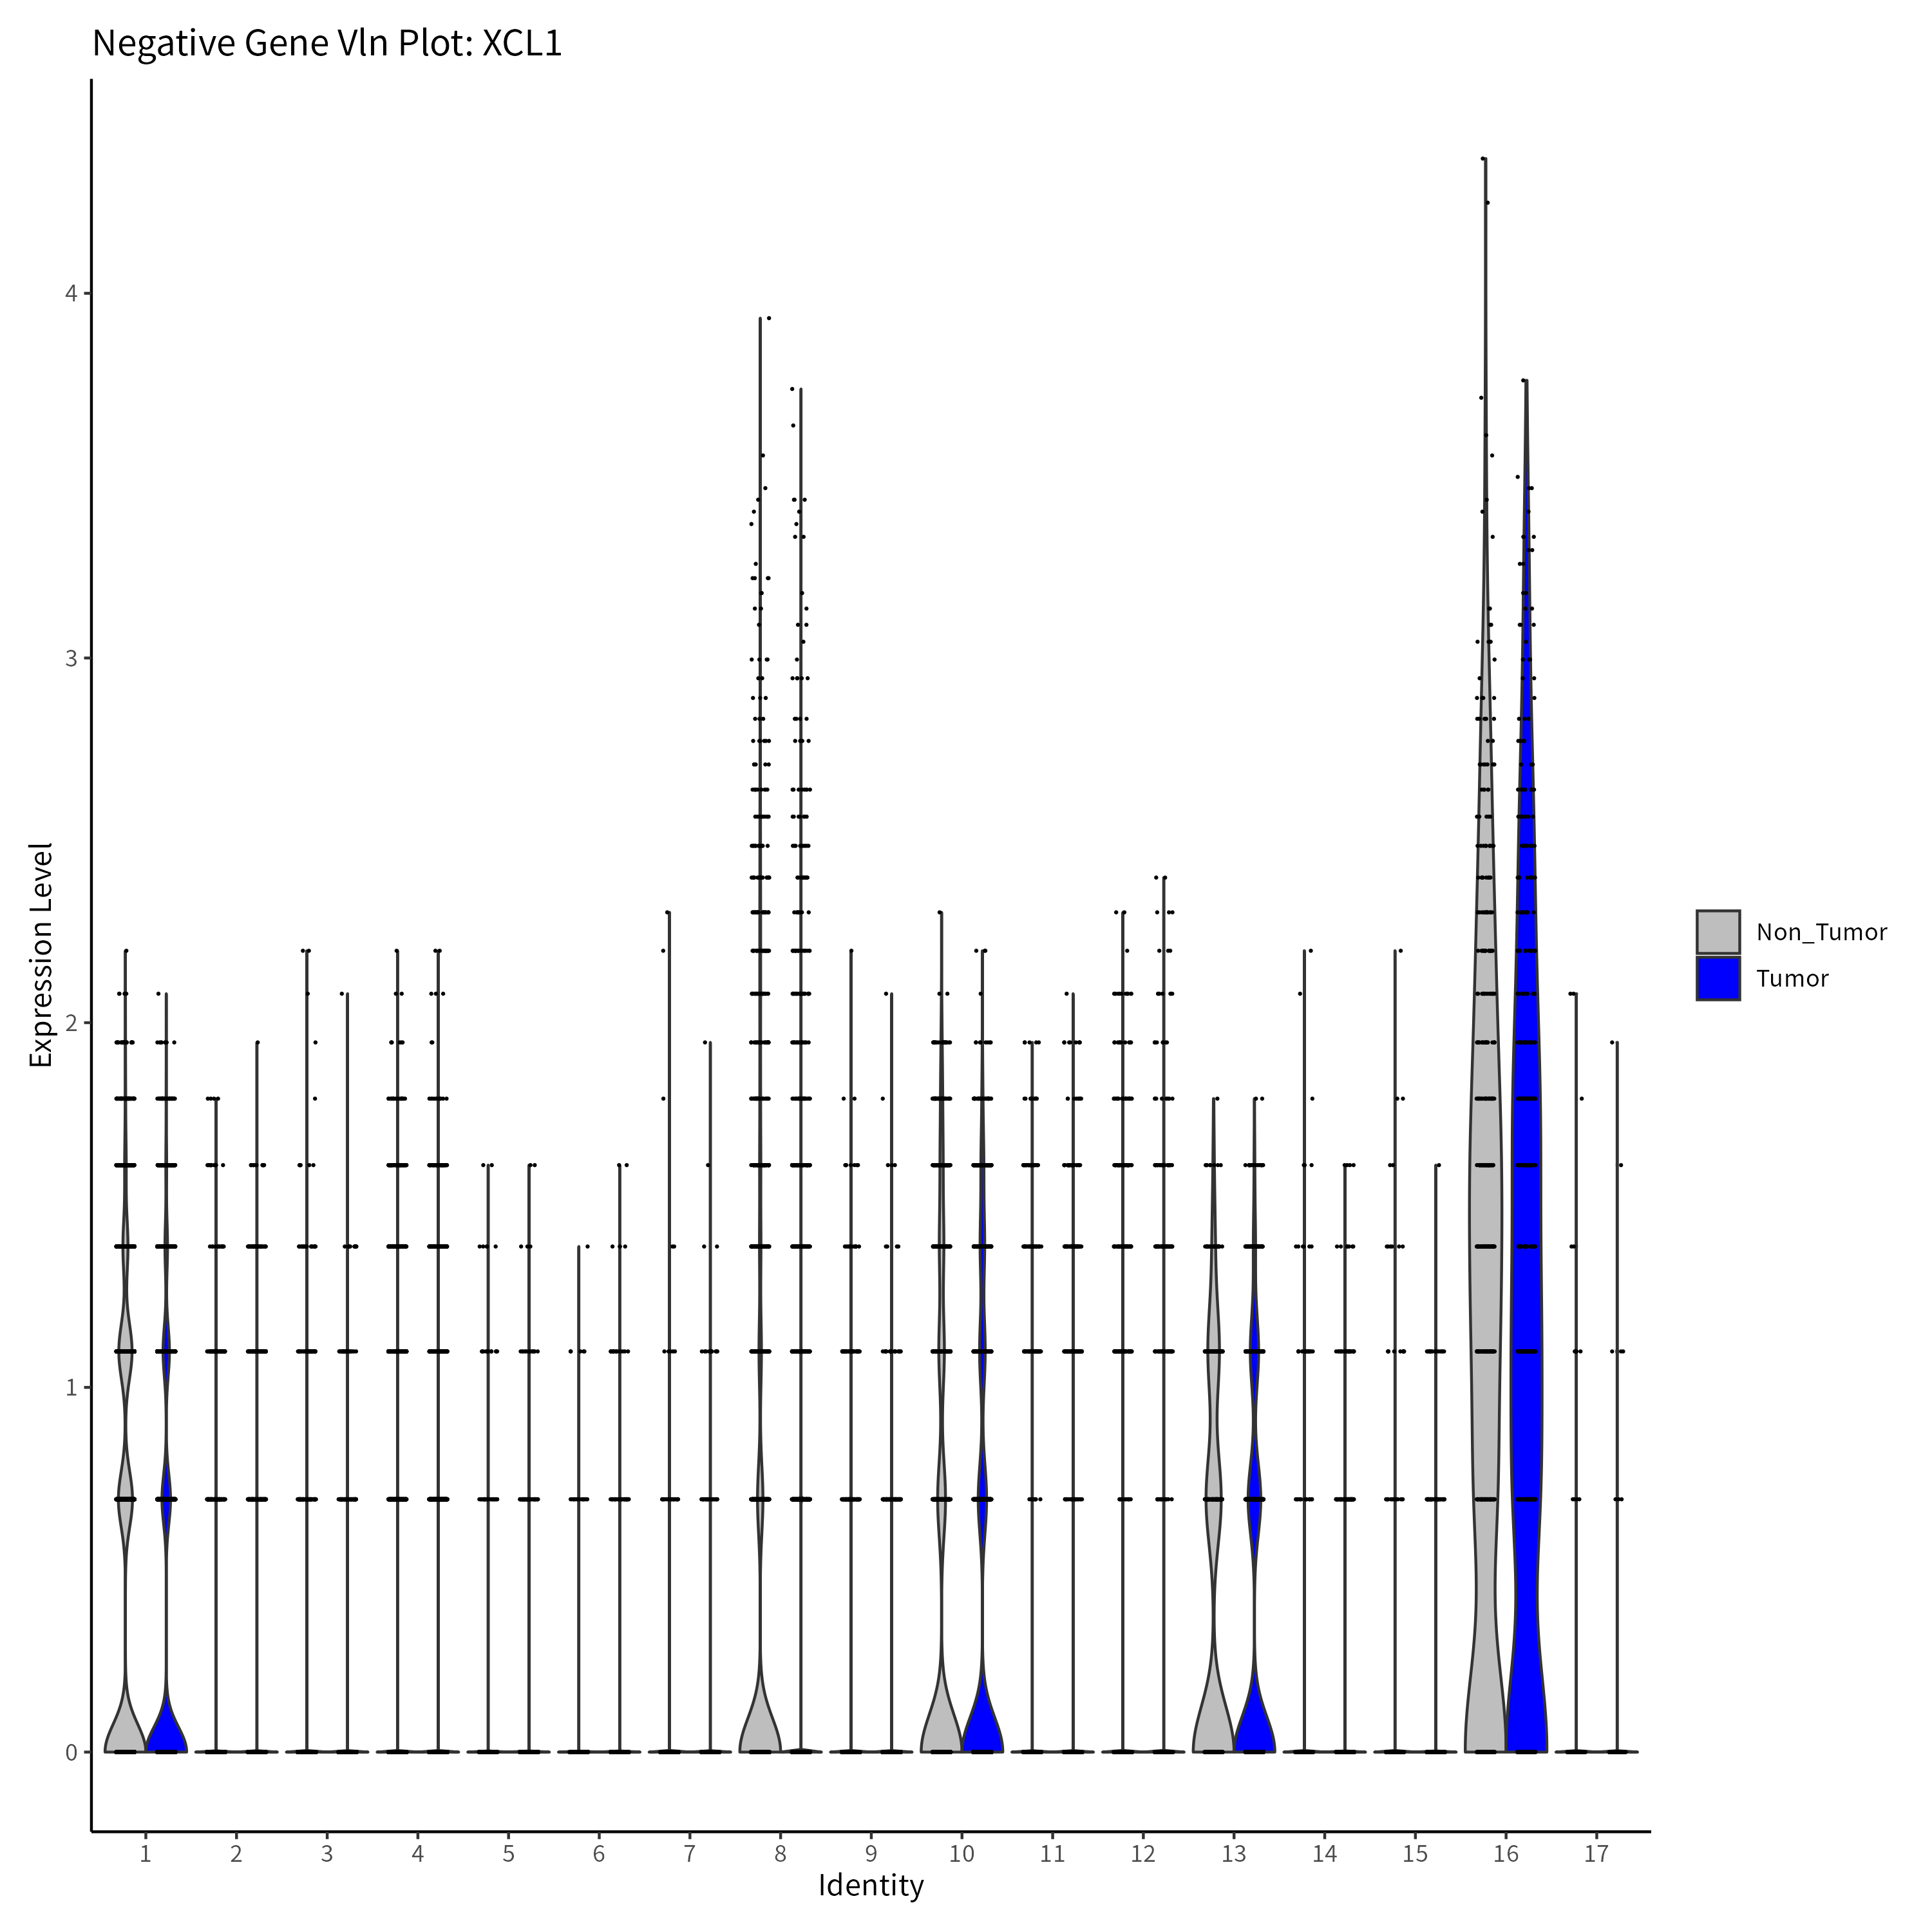 Negative Gene Vln Plot: XCL1
4
3
2
1
0
Expression Level
1 2 3 4 5 6 7 8 9 10 11 12 13 14 15 16 17
Identity
Non_Tumor
Tumor